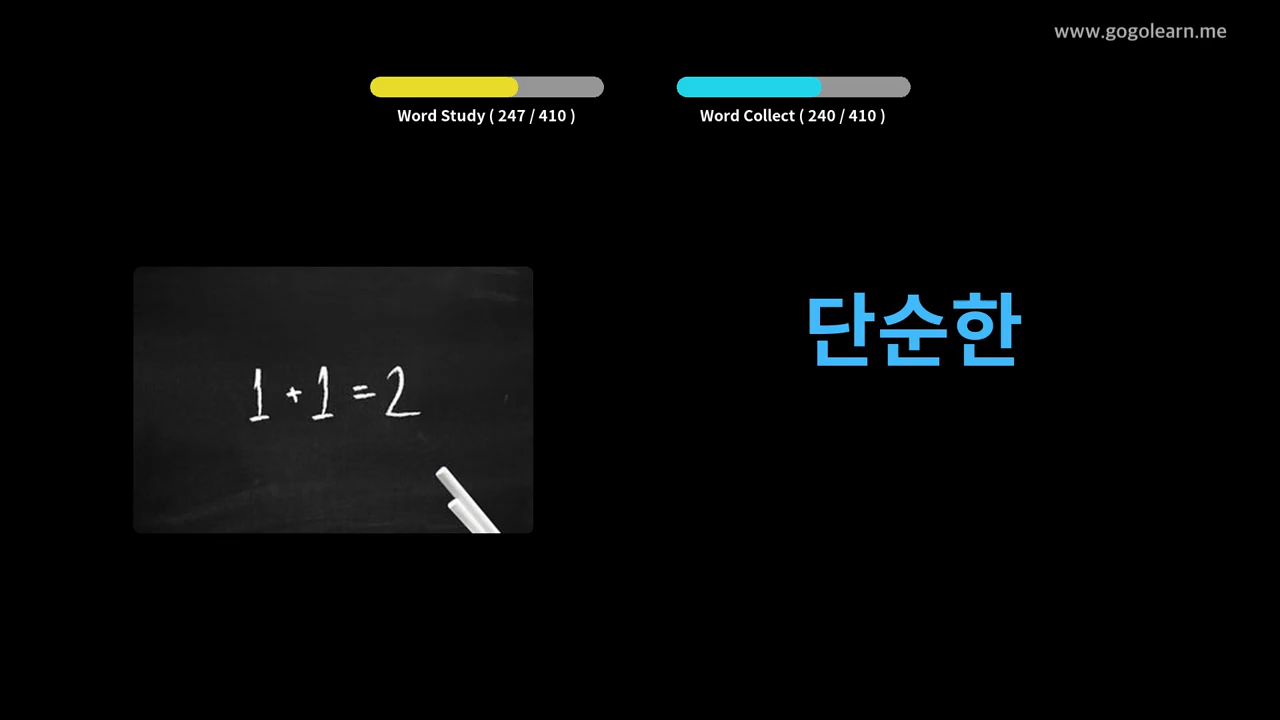 www.gogolearn.me
Word Study ( 247 / 410 )
Word Collect ( 240 / 410 )
1 + 1 = 2
단순한